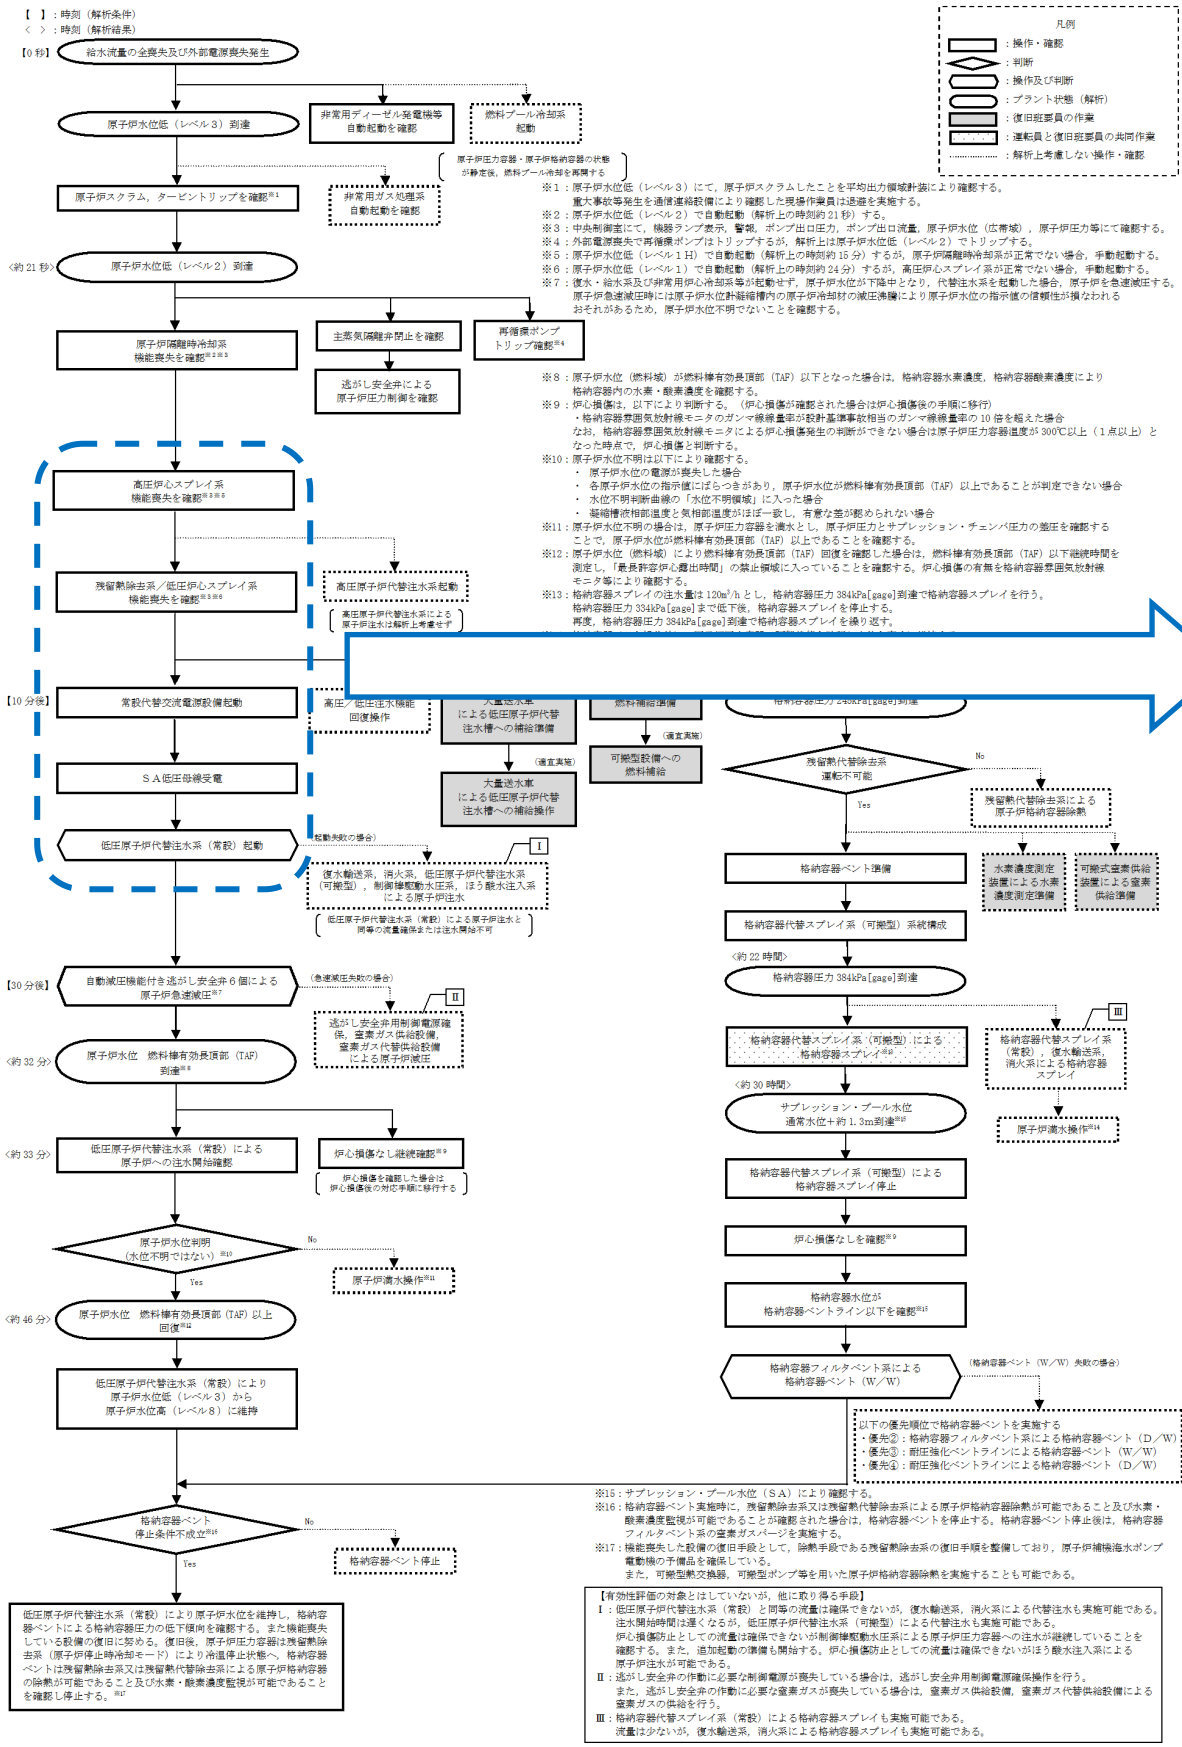 【　】：時刻（解析条件）
＜　＞：時刻（解析結果）
【0秒】
給水流量の全喪失及び外部電源喪失発生
原子炉水位低（レベル3）到達
非常用ディーゼル発電機等
自動起動を確認
燃料プール冷却系
起動
原子炉圧力容器・原子炉格納容器の状態
が静定後，燃料プール冷却を再開する
原子炉スクラム，タービントリップを確認※1
非常用ガス処理系
自動起動を確認
＜約21秒＞
原子炉水位低（レベル2）到達
原子炉隔離時冷却系
機能喪失を確認※2※3
主蒸気隔離弁閉止を確認
再循環ポンプ
トリップ確認※4
逃がし安全弁による
原子炉圧力制御を確認
高圧炉心スプレイ系
機能喪失を確認※3※5
残留熱除去系／低圧炉心スプレイ系
機能喪失を確認※3※6
高圧原子炉代替注水系起動
高圧原子炉代替注水系による
原子炉注水は解析上考慮せず
【10分後】
常設代替交流電源設備起動
高圧／低圧注水機能
回復操作
大量送水車
による低圧原子炉代替
注水槽への補給準備
燃料補給準備
（適宜実施）
（適宜実施）
大量送水車
による低圧原子炉代替
注水槽への補給操作
可搬型設備への
燃料補給
ＳＡ低圧母線受電
低圧原子炉代替注水系（常設）起動
（起動失敗の場合）
Ⅰ
復水輸送系，消火系，低圧原子炉代替注水系
（可搬型），制御棒駆動水圧系，ほう酸水注入系
による原子炉注水
低圧原子炉代替注水系（常設）による原子炉注水と
同等の流量確保または注水開始不可
【30分後】
自動減圧機能付き逃がし安全弁6個による
原子炉急速減圧※7
（急速減圧失敗の場合）
Ⅱ
逃がし安全弁用制御電源確
保，窒素ガス供給設備，
窒素ガス代替供給設備
による原子炉減圧
＜約32分＞
原子炉水位　燃料棒有効長頂部（TAF）
到達※8
＜約33分＞
低圧原子炉代替注水系（常設）による
原子炉への注水開始確認
炉心損傷なし継続確認※9
炉心損傷を確認した場合は
炉心損傷後の対応手順に移行する
原子炉水位判明
（水位不明ではない）※10
No
Yes
原子炉満水操作※11
＜約46分＞
原子炉水位　燃料棒有効長頂部（TAF）以上
回復※12
低圧原子炉代替注水系（常設）により
原子炉水位低（レベル3）から
原子炉水位高（レベル8）に維持
格納容器ベント
停止条件不成立※16
No
Yes
格納容器ベント停止
低圧原子炉代替注水系（常設）により原子炉水位を維持し，格納容
器ベントによる格納容器圧力の低下傾向を確認する。また機能喪失
している設備の復旧に努める。復旧後，原子炉圧力容器は残留熱除
去系（原子炉停止時冷却モード）により冷温停止状態へ，格納容器
ベントは残留熱除去系又は残留熱代替除去系による原子炉格納容器
の除熱が可能であること及び水素・酸素濃度監視が可能であること
を確認し停止する。※17
凡例
：操作・確認
：判断
：操作及び判断
：プラント状態（解析）
：復旧班要員の作業
：運転員と復旧班要員の共同作業
：解析上考慮しない操作・確認
※1：原子炉水位低（レベル3）にて，原子炉スクラムしたことを平均出力領域計装により確認する。
重大事故等発生を通信連絡設備により確認した現場作業員は退避を実施する。
※2：原子炉水位低（レベル2）で自動起動（解析上の時刻約21秒）する。
※3：中央制御室にて，機器ランプ表示，警報，ポンプ出口圧力，ポンプ出口流量，原子炉水位（広帯域），原子炉圧力等にて確認する。
※4：外部電源喪失で再循環ポンプはトリップするが，解析上は原子炉水位低（レベル2）でトリップする。
※5：原子炉水位低（レベル1H）で自動起動（解析上の時刻約15分）するが，原子炉隔離時冷却系が正常でない場合，手動起動する。
※6：原子炉水位低（レベル1）で自動起動（解析上の時刻約24分）するが，高圧炉心スプレイ系が正常でない場合，手動起動する。
※7：復水・給水系及び非常用炉心冷却系等が起動せず，原子炉水位が下降中となり，代替注水系を起動した場合，原子炉を急速減圧する。
原子炉急速減圧時には原子炉水位計凝縮槽内の原子炉冷却材の減圧沸騰により原子炉水位の指示値の信頼性が損なわれる
おそれがあるため，原子炉水位不明でないことを確認する。
※8：原子炉水位（燃料域）が燃料棒有効長頂部（TAF）以下となった場合は，格納容器水素濃度，格納容器酸素濃度により
格納容器内の水素・酸素濃度を確認する。
※9：炉心損傷は，以下により判断する。（炉心損傷が確認された場合は炉心損傷後の手順に移行）
・格納容器雰囲気放射線モニタのガンマ線線量率が設計基準事故相当のガンマ線線量率の10倍を超えた場合
なお，格納容器雰囲気放射線モニタによる炉心損傷発生の判断ができない場合は原子炉圧力容器温度が300℃以上（1点以上）と
なった時点で，炉心損傷と判断する。
※10：原子炉水位不明は以下により確認する。
・　原子炉水位の電源が喪失した場合
・　各原子炉水位の指示値にばらつきがあり，原子炉水位が燃料棒有効長頂部（TAF）以上であることが判定できない場合
・　水位不明判断曲線の「水位不明領域」に入った場合
・　凝縮槽液相部温度と気相部温度がほぼ一致し，有意な差が認められない場合
※11：原子炉水位不明の場合は，原子炉圧力容器を満水とし，原子炉圧力とサプレッション・チェンバ圧力の差圧を確認する
ことで，原子炉水位が燃料棒有効長頂部（TAF）以上であることを確認する。
※12：原子炉水位（燃料域）により燃料棒有効長頂部（TAF）回復を確認した場合は，燃料棒有効長頂部（TAF）以下継続時間を
測定し，「最長許容炉心露出時間」の禁止領域に入っていることを確認する。炉心損傷の有無を格納容器雰囲気放射線
モニタ等により確認する。
※13：格納容器スプレイの注水量は120m³/hとし，格納容器圧力384kPa[gage]到達で格納容器スプレイを行う。
格納容器圧力334kPa[gage]まで低下後，格納容器スプレイを停止する。
再度，格納容器圧力384kPa[gage]到達で格納容器スプレイを繰り返す。
格納容器圧力245kPa[gage]到達
残留熱代替除去系
運転不可能
No
Yes
残留熱代替除去系による
原子炉格納容器除熱
格納容器ベント準備
水素濃度測定
装置による水素
濃度測定準備
可搬式窒素供給
装置による窒素
供給準備
格納容器代替スプレイ系（可搬型）系統構成
＜約22時間＞
格納容器圧力384kPa[gage]到達
Ⅲ
格納容器代替スプレイ系（可搬型）による
格納容器スプレイ※13
格納容器代替スプレイ系
（常設），復水輸送系，
消火系による格納容器
スプレイ
＜約30時間＞
サプレッション・プール水位
通常水位＋約1.3m到達※15
原子炉満水操作※14
格納容器代替スプレイ系（可搬型）による
格納容器スプレイ停止
炉心損傷なしを確認※9
格納容器水位が
格納容器ベントライン以下を確認※15
格納容器フィルタベント系による
格納容器ベント（W／W）
（格納容器ベント（W／W）失敗の場合）
以下の優先順位で格納容器ベントを実施する
・優先②：格納容器フィルタベント系による格納容器ベント（D／W）
・優先③：耐圧強化ベントラインによる格納容器ベント（W／W）
・優先④：耐圧強化ベントラインによる格納容器ベント（D／W）
※15：サプレッション・プール水位（SA）により確認する。
※16：格納容器ベント実施時に，残留熱除去系又は残留熱代替除去系による原子炉格納容器除熱が可能であること及び水素・
酸素濃度監視が可能であることが確認された場合は，格納容器ベントを停止する。格納容器ベント停止後は，格納容器
フィルタベント系の窒素ガスパージを実施する。
※17：機能喪失した設備の復旧手段として，除熱手段である残留熱除去系の復旧手順を整備しており，原子炉補機海水ポンプ
電動機の予備品を確保している。
また，可搬型熱交換器，可搬型ポンプ等を用いた原子炉格納容器除熱を実施することも可能である。
【有効性評価の対象とはしていないが，他に取り得る手段】
Ⅰ：低圧原子炉代替注水系（常設）と同等の流量は確保できないが，復水輸送系，消火系による代替注水も実施可能である。
注水開始時間は遅くなるが，低圧原子炉代替注水系（可搬型）による代替注水も実施可能である。
炉心損傷防止としての流量は確保できないが制御棒駆動水圧系による原子炉圧力容器への注水が継続していることを
確認する。また，追加起動の準備も開始する。炉心損傷防止としての流量は確保できないがほう酸水注入系による
原子炉注水が可能である。
Ⅱ：逃がし安全弁の作動に必要な制御電源が喪失している場合は，逃がし安全弁用制御電源確保操作を行う。
また，逃がし安全弁の作動に必要な窒素ガスが喪失している場合は，窒素ガス供給設備，窒素ガス代替供給設備による
窒素ガスの供給を行う。
Ⅲ：格納容器代替スプレイ系（常設）による格納容器スプレイも実施可能である。
流量は少ないが，復水輸送系，消火系による格納容器スプレイも実施可能である。